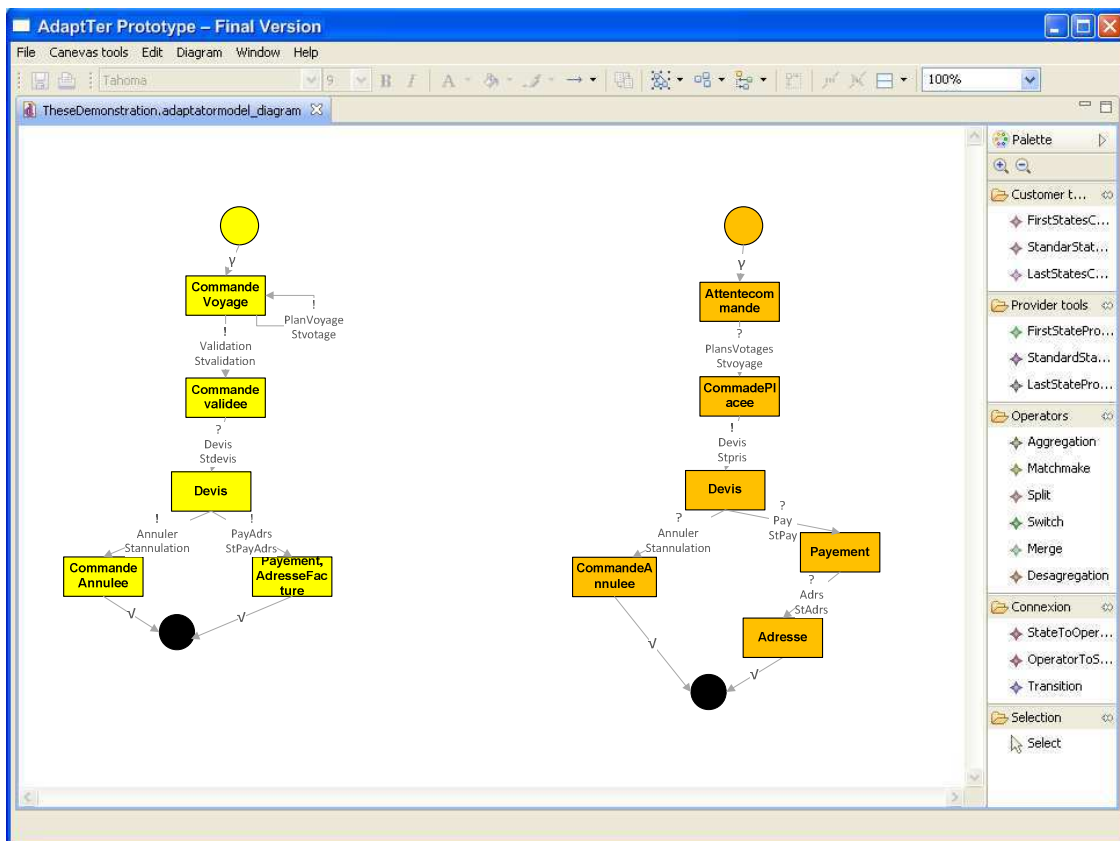 AdaptTer Prototype – Final Version
File Canevas tools Edit Diagram Window Help
Tahoma 9 B I A 100%
TheseDemonstration.adaptatormodel_diagram
γ
Commande
Voyage
!
PlanVoyage
Stvotage
!
Validation
Stvalidation
Commande
validee
?
Devis
Stdevis
Devis
!
Annuler
Stannulation
!
PayAdrs
StPayAdrs
Commande
Annulee
Payement,
AdresseFac
ture
√
√
γ
Attentecom
mande
?
PlansVotages
Stvoyage
CommadePl
acee
!
Devis
Stpris
Devis
?
Annuler
Stannulation
?
Pay
StPay
CommandeA
nnulee
Payement
?
Adrs
StAdrs
Adresse
√
√
Palette
Customer t...
FirstStatesC...
StandarStat...
LastStatesC...
Provider tools
FirstStatePro...
StandardSta...
LastStatePro...
Operators
Aggregation
Matchmake
Split
Switch
Merge
Desagregation
Connexion
StateToOper...
OperatorToS...
Transition
Selection
Select